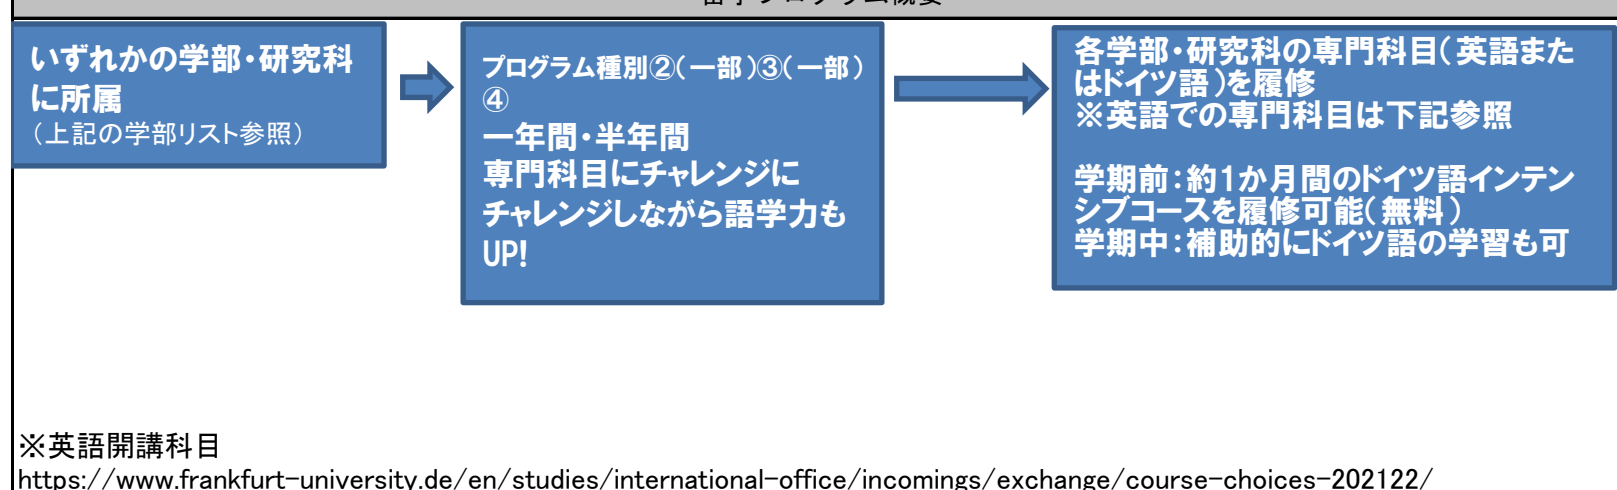 いずれかの学部・研究科
に所属
（上記の学部リスト参照）
プログラム種別②（一部）③（一部）
④
一年間・半年間
専門科目にチャレンジに
チャレンジしながら語学力も
UP!
各学部・研究科の専門科目（英語また
はドイツ語）を履修
※英語での専門科目は下記参照
学期前：約1か月間のドイツ語インテン
シブコースを履修可能（無料）
学期中：補助的にドイツ語の学習も可
※英語開講科目
https://www.frankfurt-university.de/en/studies/international-office/incomings/exchange/course-choices-202122/